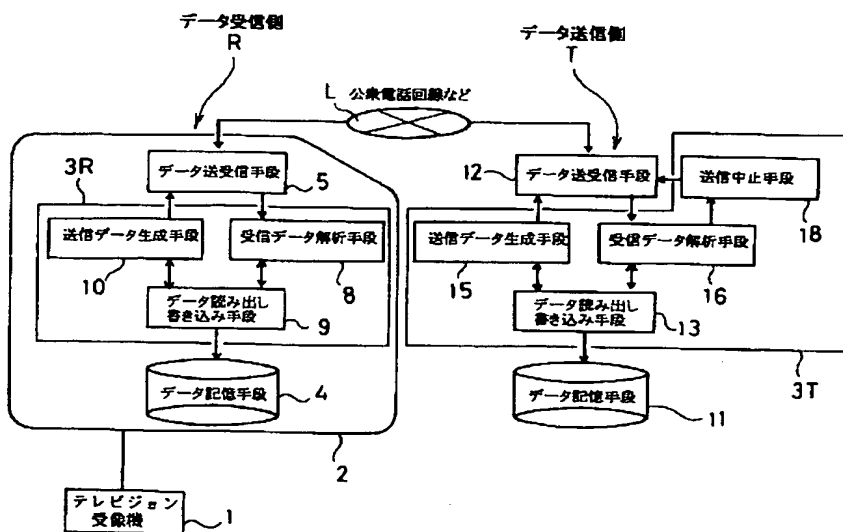 データ受信側
R
データ送信側
T
L 公衆電話回線など
3R
データ送受信手段
5
12
データ送受信手段
送信中止手段
18
送信データ生成手段
10
受信データ解析手段
8
送信データ生成手段
15
受信データ解析手段
16
データ読み出し
書き込み手段
9
データ読み出し
書き込み手段
13
3T
データ記憶手段
4
データ記憶手段
11
2
テレビジョン
受像機
1